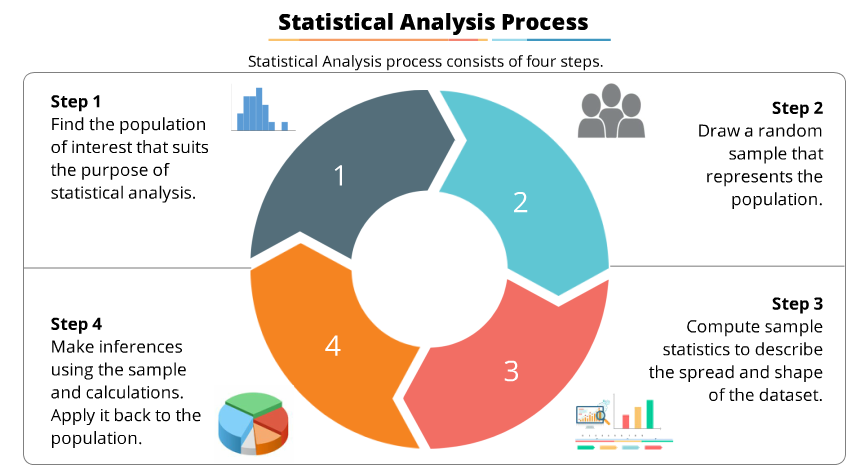 Statistical Analysis Process
Statistical Analysis process consists of four steps.
Step 1
Find the population
of interest that suits
the purpose of
statistical analysis.
1
2
Step 2
Draw a random
sample that
represents the
population.
Step 4
Make inferences
using the sample
and calculations.
Apply it back to the
population.
4
3
Step 3
Compute sample
statistics to describe
the spread and shape
of the dataset.